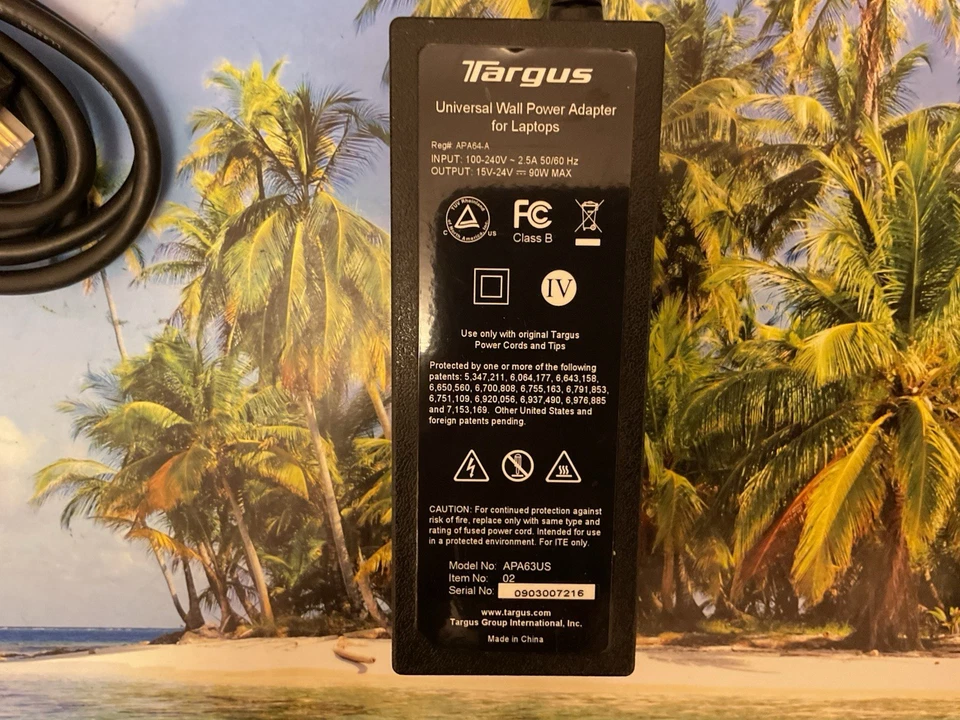 Targus
Universal Wall Power Adapter
for Laptops
Reg# APA64-A
INPUT: 100-240V ~ 2.5A 50/60 Hz
OUTPUT: 15V-24V ⎓ 90W MAX
TUV Rheinland
of North America, Inc.
C US
FC
Class B
IV
Use only with original Targus
Power Cords and Tips
Protected by one or more of the following
patents: 5,347,211, 6,064,177, 6,643,158,
6,650,560, 6,700,808, 6,755,163, 6,791,853,
6,751,109, 6,920,056, 6,937,490, 6,976,885
and 7,153,169. Other United States and
foreign patents pending.
CAUTION: For continued protection against
risk of fire, replace only with same type and
rating of fused power cord. Intended for use
in a protected environment. For ITE only.
Model No: APA63US
Item No: 02
Serial No: 0903007216
www.targus.com
Targus Group International, Inc.
Made in China